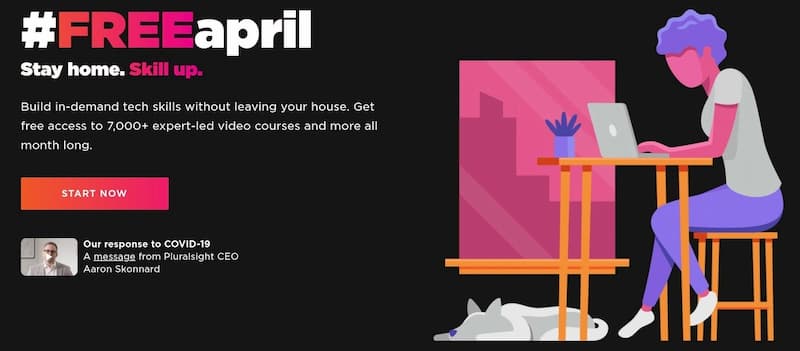 #FREEapril
Stay home. Skill up.
Build in-demand tech skills without leaving your house. Get
free access to 7,000+ expert-led video courses and more all
month long.
START NOW
Our response to COVID-19
A message from Pluralsight CEO
Aaron Skonnard